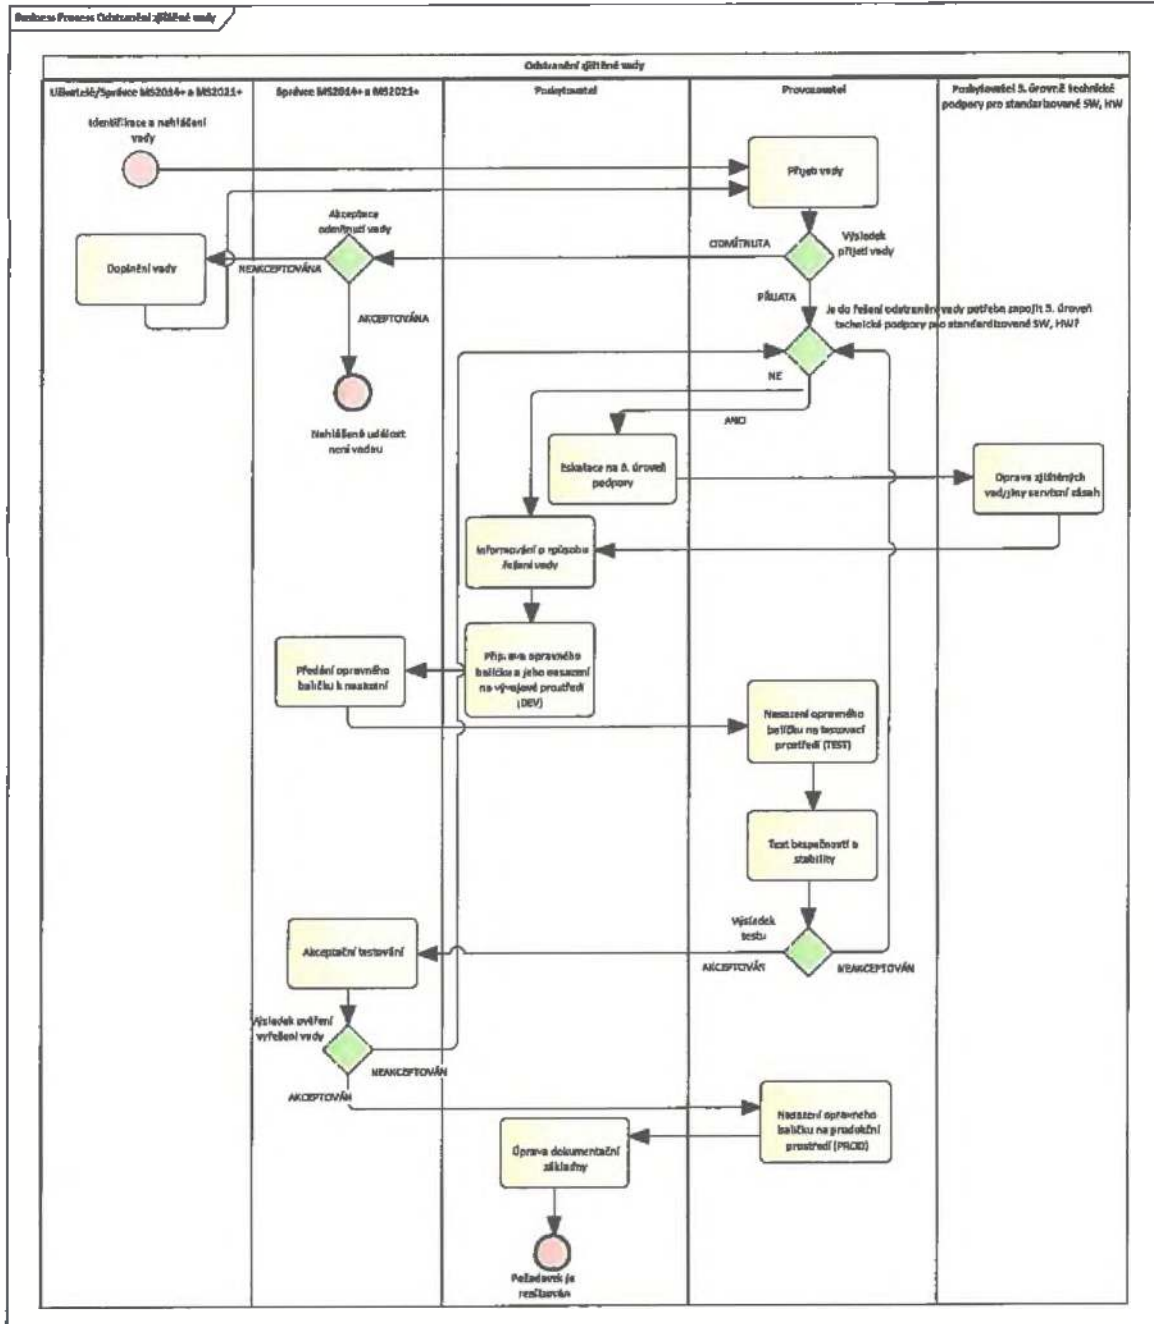 Business Process Odstranění zjištěné vady
Odstranění zjištěné vady
Uživatelé/Správce MS2014+ a MS2021+
Správce MS2014+ a MS2021+
Poskytovatel
Provozovatel
Poskytovatel 3. úrovně technické
podpory pro standardizované SW, HW
Identifikace a nahlášení
vady
Příjetí vady
Akceptace
odmítnutí vady
ODMÍTNUTA
Výsledek
přijetí vady
Doplnění vady
NEAKCEPTOVÁNA
PŘIJATA
AKCEPTOVÁNA
Je do řešení odstranění vady potřeba zapojit 3. úroveň
technické podpory pro standardizované SW, HW?
NE
ANO
Nahlášená událost
není vadou
Eskalace na 3. úroveň
podpory
Oprava zjištěných
vad/jiný servisní zásah
Informování o způsobu
řešení vady
Předání opravného
balíčku k nasazení
Příprava opravného
balíčku a jeho nasazení
na vývojové prostředí
(DEV)
Nasazení opravného
balíčku na testovací
prostředí (TEST)
Test bezpečnosti a
stability
Výsledek
testu
Akceptační testování
AKCEPTOVÁN
NEAKCEPTOVÁN
Výsledek ověření
vyřešení vady
NEAKCEPTOVÁN
AKCEPTOVÁN
Nasazení opravného
balíčku na produkční
prostředí (PROD)
Úprava dokumentační
základny
Požadavek je
realizován